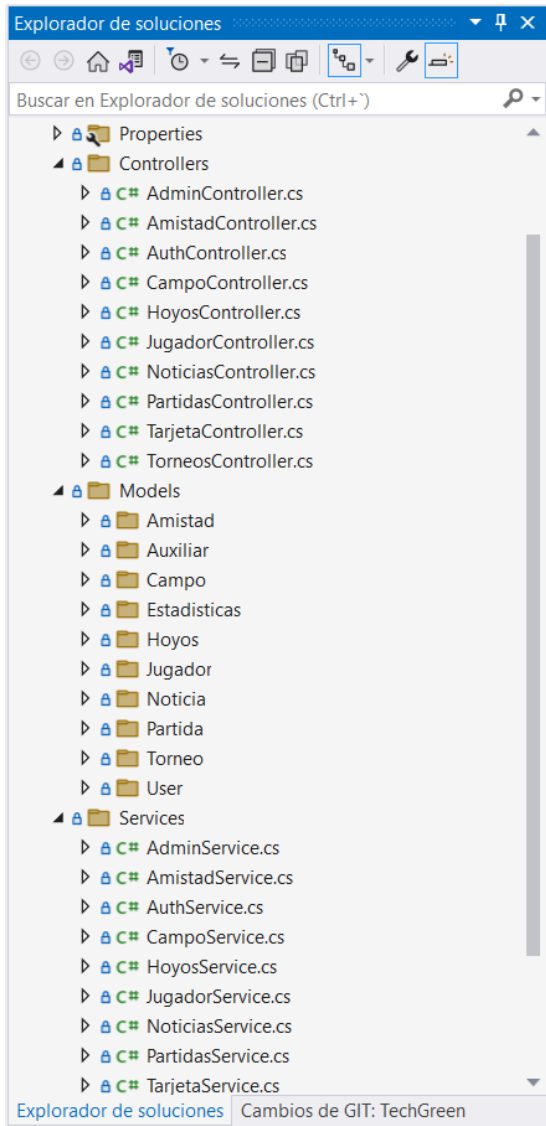 Explorador de soluciones
Buscar en Explorador de soluciones (Ctrl+`)
Properties
Controllers
C# AdminController.cs
C# AmistadController.cs
C# AuthController.cs
C# CampoController.cs
C# HoyosController.cs
C# JugadorController.cs
C# NoticiasController.cs
C# PartidasController.cs
C# TarjetaController.cs
C# TorneosController.cs
Models
Amistad
Auxiliar
Campo
Estadisticas
Hoyos
Jugador
Noticia
Partida
Torneo
User
Services
C# AdminService.cs
C# AmistadService.cs
C# AuthService.cs
C# CampoService.cs
C# HoyosService.cs
C# JugadorService.cs
C# NoticiasService.cs
C# PartidasService.cs
C# TarjetaService.cs
Explorador de soluciones Cambios de GIT: TechGreen